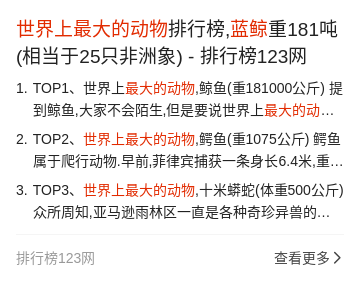 世界上最大的动物排行榜,蓝鲸重181吨
(相当于25只非洲象) - 排行榜123网
1. TOP1、世界上最大的动物,鲸鱼(重181000公斤) 提
到鲸鱼,大家不会陌生,但是要说世界上最大的动…
2. TOP2、世界上最大的动物,鳄鱼(重1075公斤) 鳄鱼
属于爬行动物.早前,菲律宾捕获一条身长6.4米,重…
3. TOP3、世界上最大的动物,十米蟒蛇(体重500公斤)
众所周知,亚马逊雨林区一直是各种奇珍异兽的…
排行榜123网
查看更多